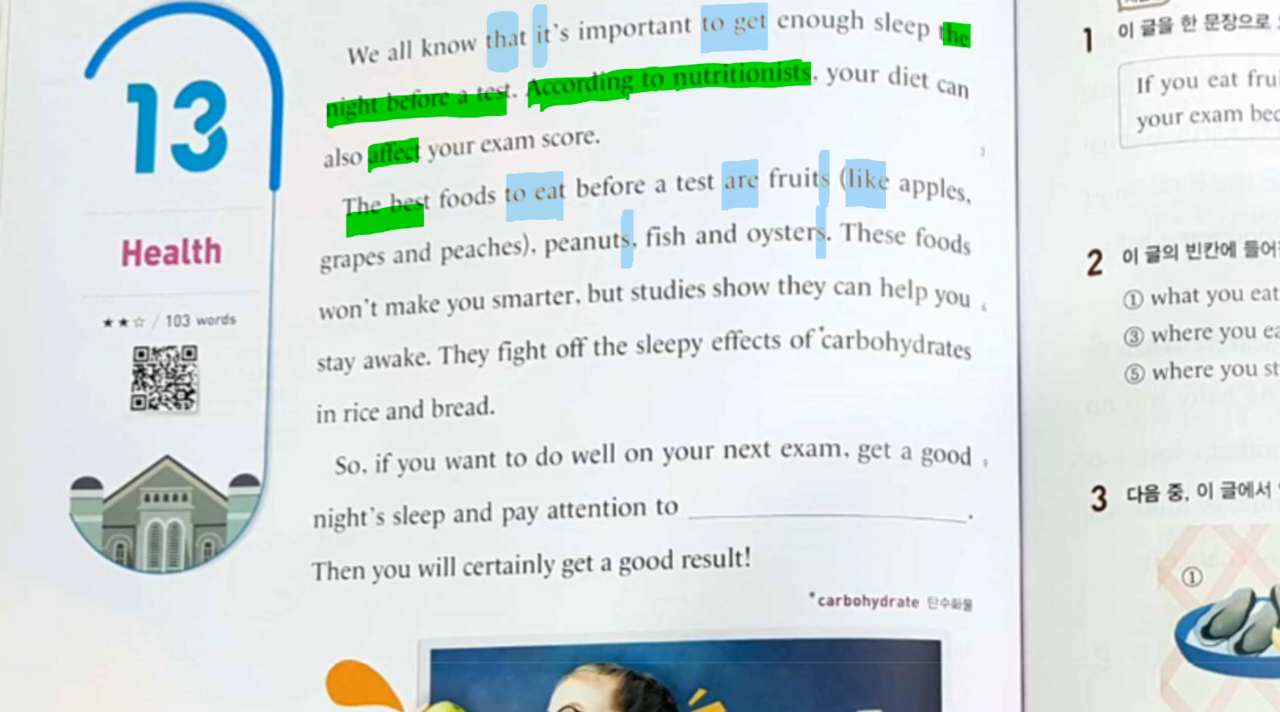 13
Health
★★☆ / 103 words
We all know that it's important to get enough sleep the
night before a test. According to nutritionists, your diet can
also affect your exam score.
The best foods to eat before a test are fruits (like apples,
grapes and peaches), peanuts, fish and oysters. These foods
won't make you smarter, but studies show they can help you
stay awake. They fight off the sleepy effects of *carbohydrates
in rice and bread.
So, if you want to do well on your next exam, get a good
night's sleep and pay attention to ____________.
Then you will certainly get a good result!
*carbohydrate 탄수화물
1 이 글을 한 문장으로
If you eat frui
your exam bec
2 이 글의 빈칸에 들어
① what you eat
③ where you ea
⑤ where you st
3 다음 중, 이 글에서
①